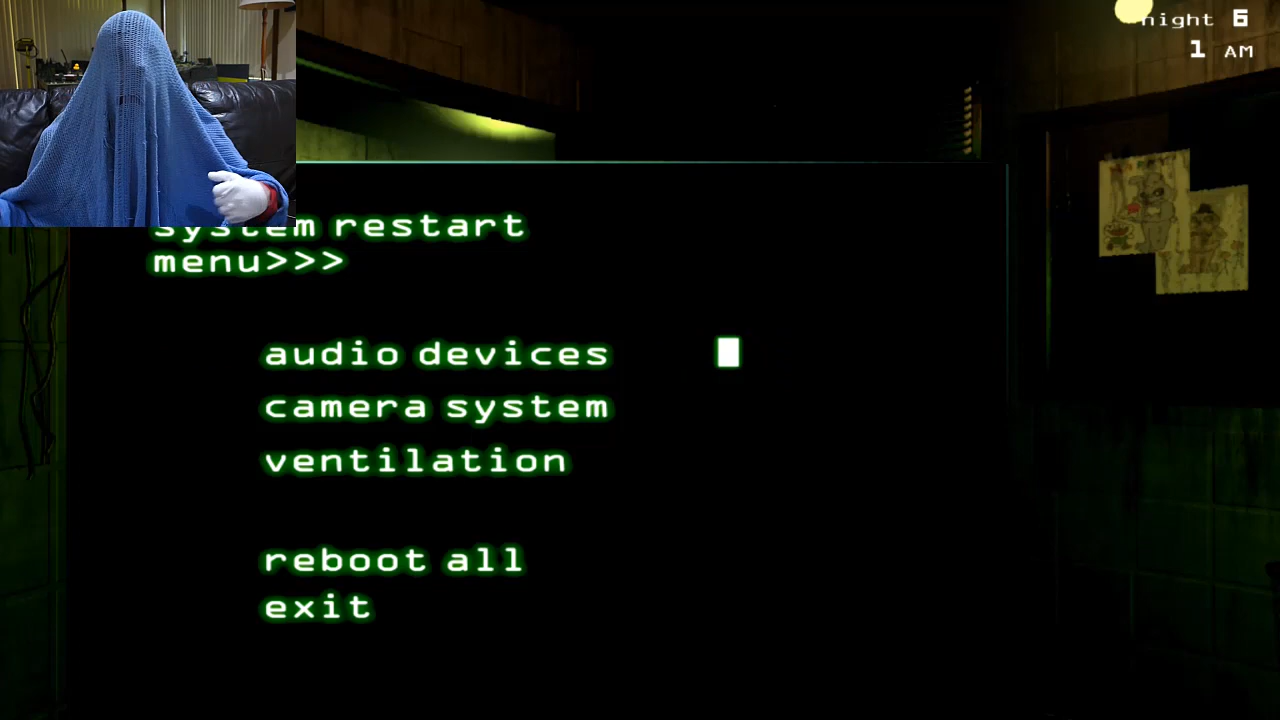 night 6
1 AM
system restart
menu>>>
audio devices
camera system
ventilation
reboot all
exit